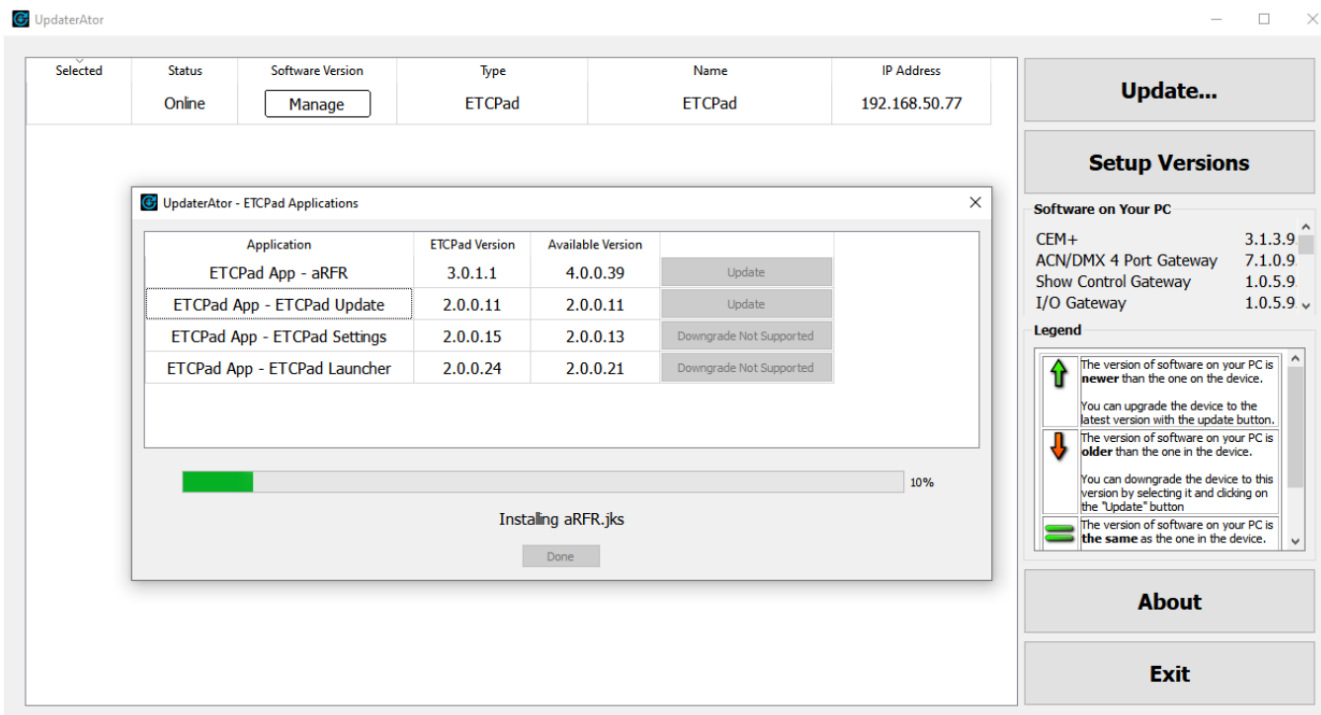 UpdaterAtor
Selected Status Software Version Type Name IP Address
Online Manage ETCPad ETCPad 192.168.50.77
Update...
Setup Versions
Software on Your PC
CEM+ 3.1.3.9
ACN/DMX 4 Port Gateway 7.1.0.9
Show Control Gateway 1.0.5.9
I/O Gateway 1.0.5.9
Legend
The version of software on your PC is
newer than the one on the device.
You can upgrade the device to the
latest version with the update button.
The version of software on your PC is
older than the one in the device.
You can downgrade the device to this
version by selecting it and clicking on
the "Update" button
The version of software on your PC is
the same as the one in the device.
About
Exit
UpdaterAtor - ETCPad Applications
Application ETCPad Version Available Version
ETCPad App - aRFR 3.0.1.1 4.0.0.39 Update
ETCPad App - ETCPad Update 2.0.0.11 2.0.0.11 Update
ETCPad App - ETCPad Settings 2.0.0.15 2.0.0.13 Downgrade Not Supported
ETCPad App - ETCPad Launcher 2.0.0.24 2.0.0.21 Downgrade Not Supported
10%
Installing aRFR.jks
Done